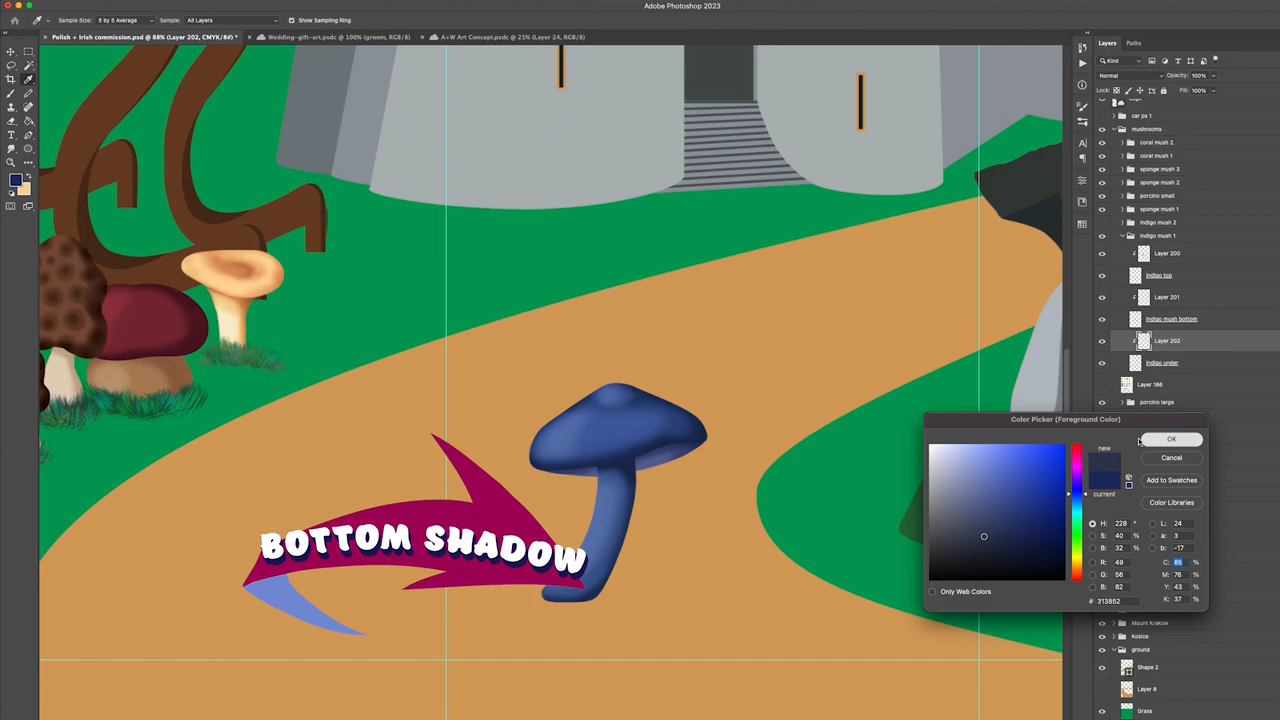 Adobe Photoshop 2023
Sample Size: 5 by 5 Average Sample: All Layers Show Sampling Ring
Polish + Irish commission.psd @ 88% (Layer 202, CMYK/8#) * Wedding-gift-art.psdc @ 100% (groom, RGB/8) A+W Art Concept.psdc @ 25% (Layer 24, RGB/8)
Layers Paths
Kind
Normal Opacity: 100%
Lock: Fill: 100%
car ps 1
mushrooms
coral mush 2
coral mush 1
sponge mush 3
sponge mush 2
porcino small
sponge mush 1
indigo mush 2
indigo mush 1
Layer 200
Indigo top
Layer 201
Indigo mush bottom
Layer 202
Indigo under
Layer 186
porcino large
Color Picker (Foreground Color)
new
current
OK
Cancel
Add to Swatches
Color Libraries
H: 228 ° L: 24
S: 40 % a: 3
B: 32 % b: -17
R: 49 C: 85 %
G: 56 M: 76 %
B: 82 Y: 43 %
# 313852 K: 37 %
Only Web Colors
BOTTOM SHADOW
Mount Krakow
Kosice
ground
Shape 2
Layer 8
Grass